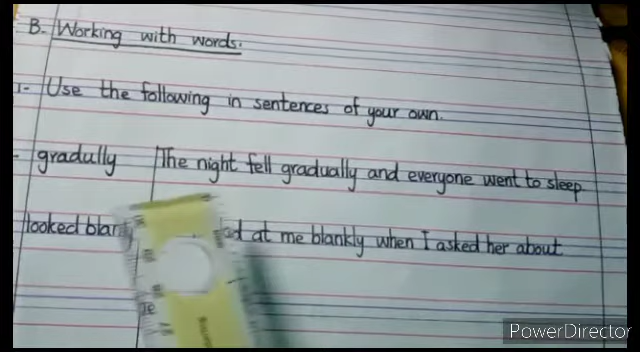 B. Working with words.
1- Use the following in sentences of your own.
- gradully The night fell gradually and everyone went to sleep
looked at me blankly when I asked her about
PowerDirector